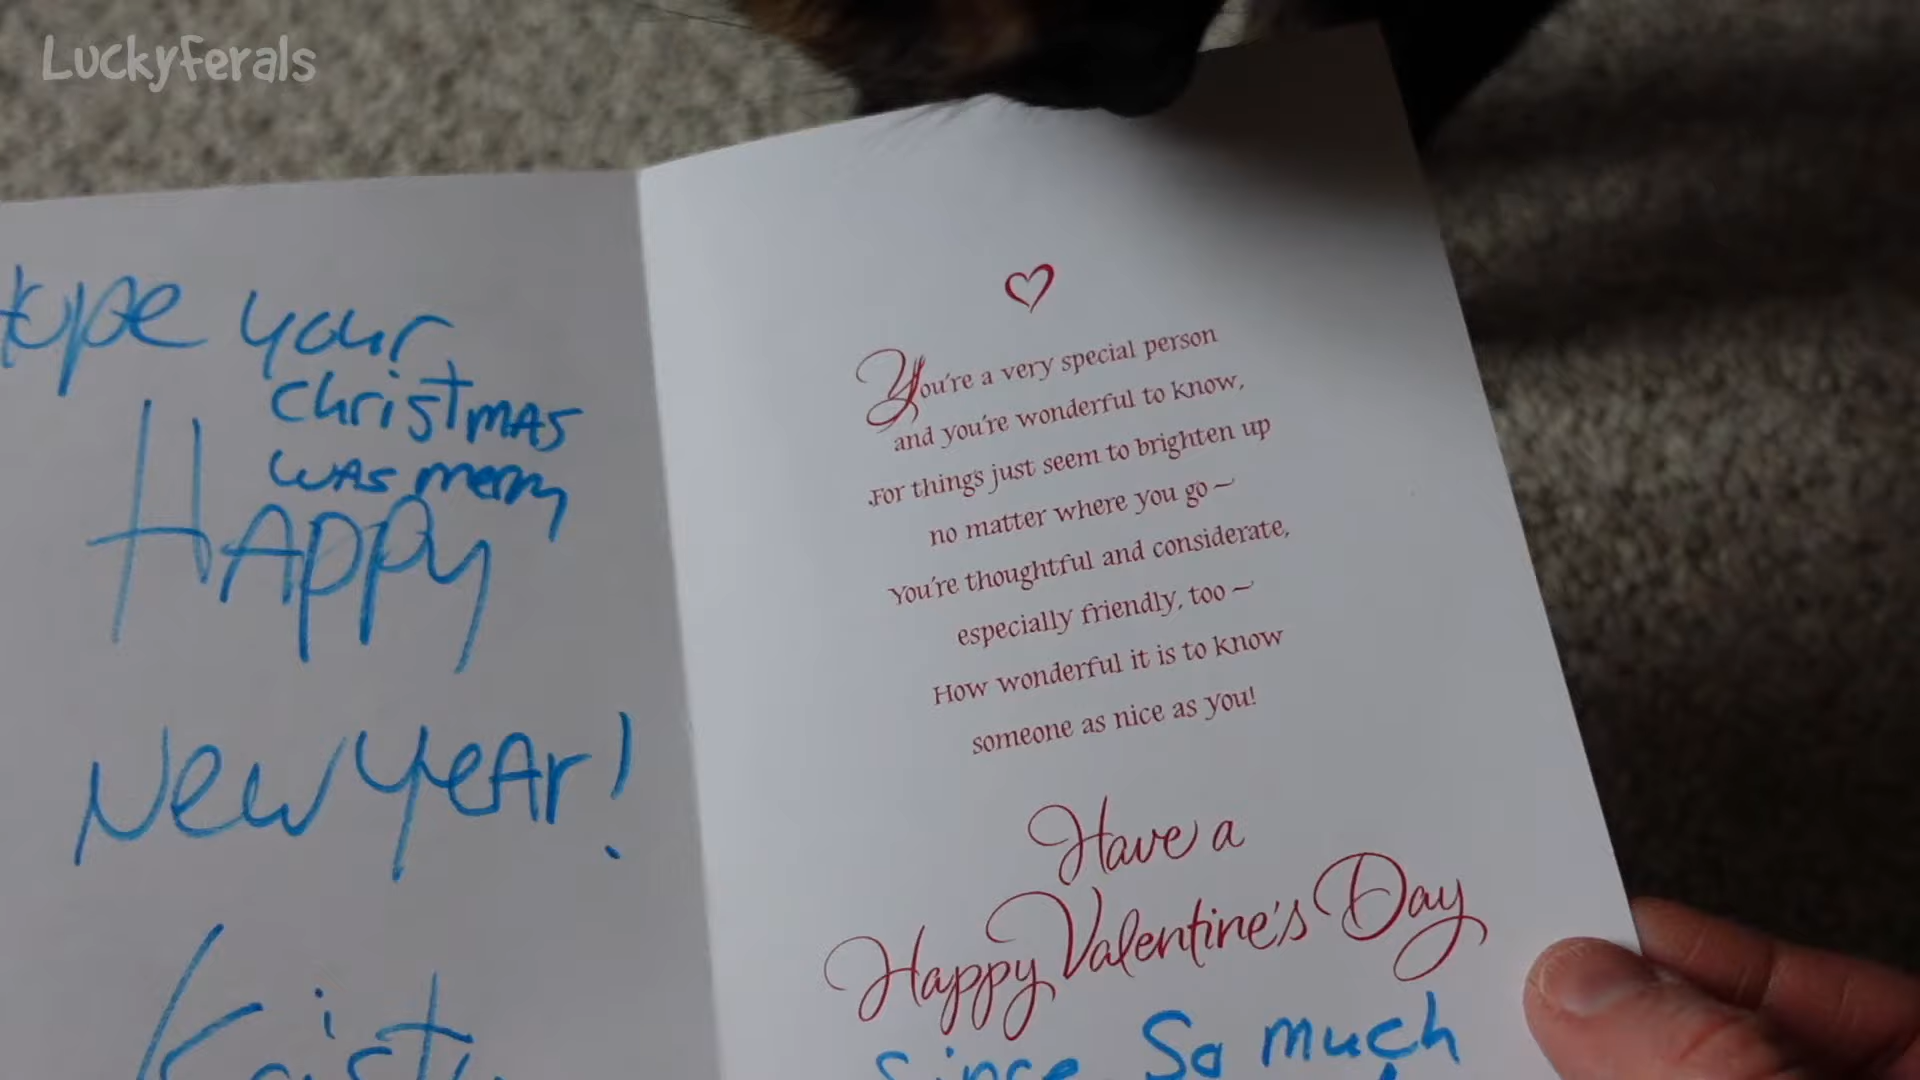 LuckyFerals
Hope your
christmas
was merry
Happy
New Year!
You're a very special person
and you're wonderful to know,
For things just seem to brighten up
no matter where you go —
You're thoughtful and considerate,
especially friendly, too —
How wonderful it is to know
someone as nice as you!
Have a
Happy Valentine's Day
since So much